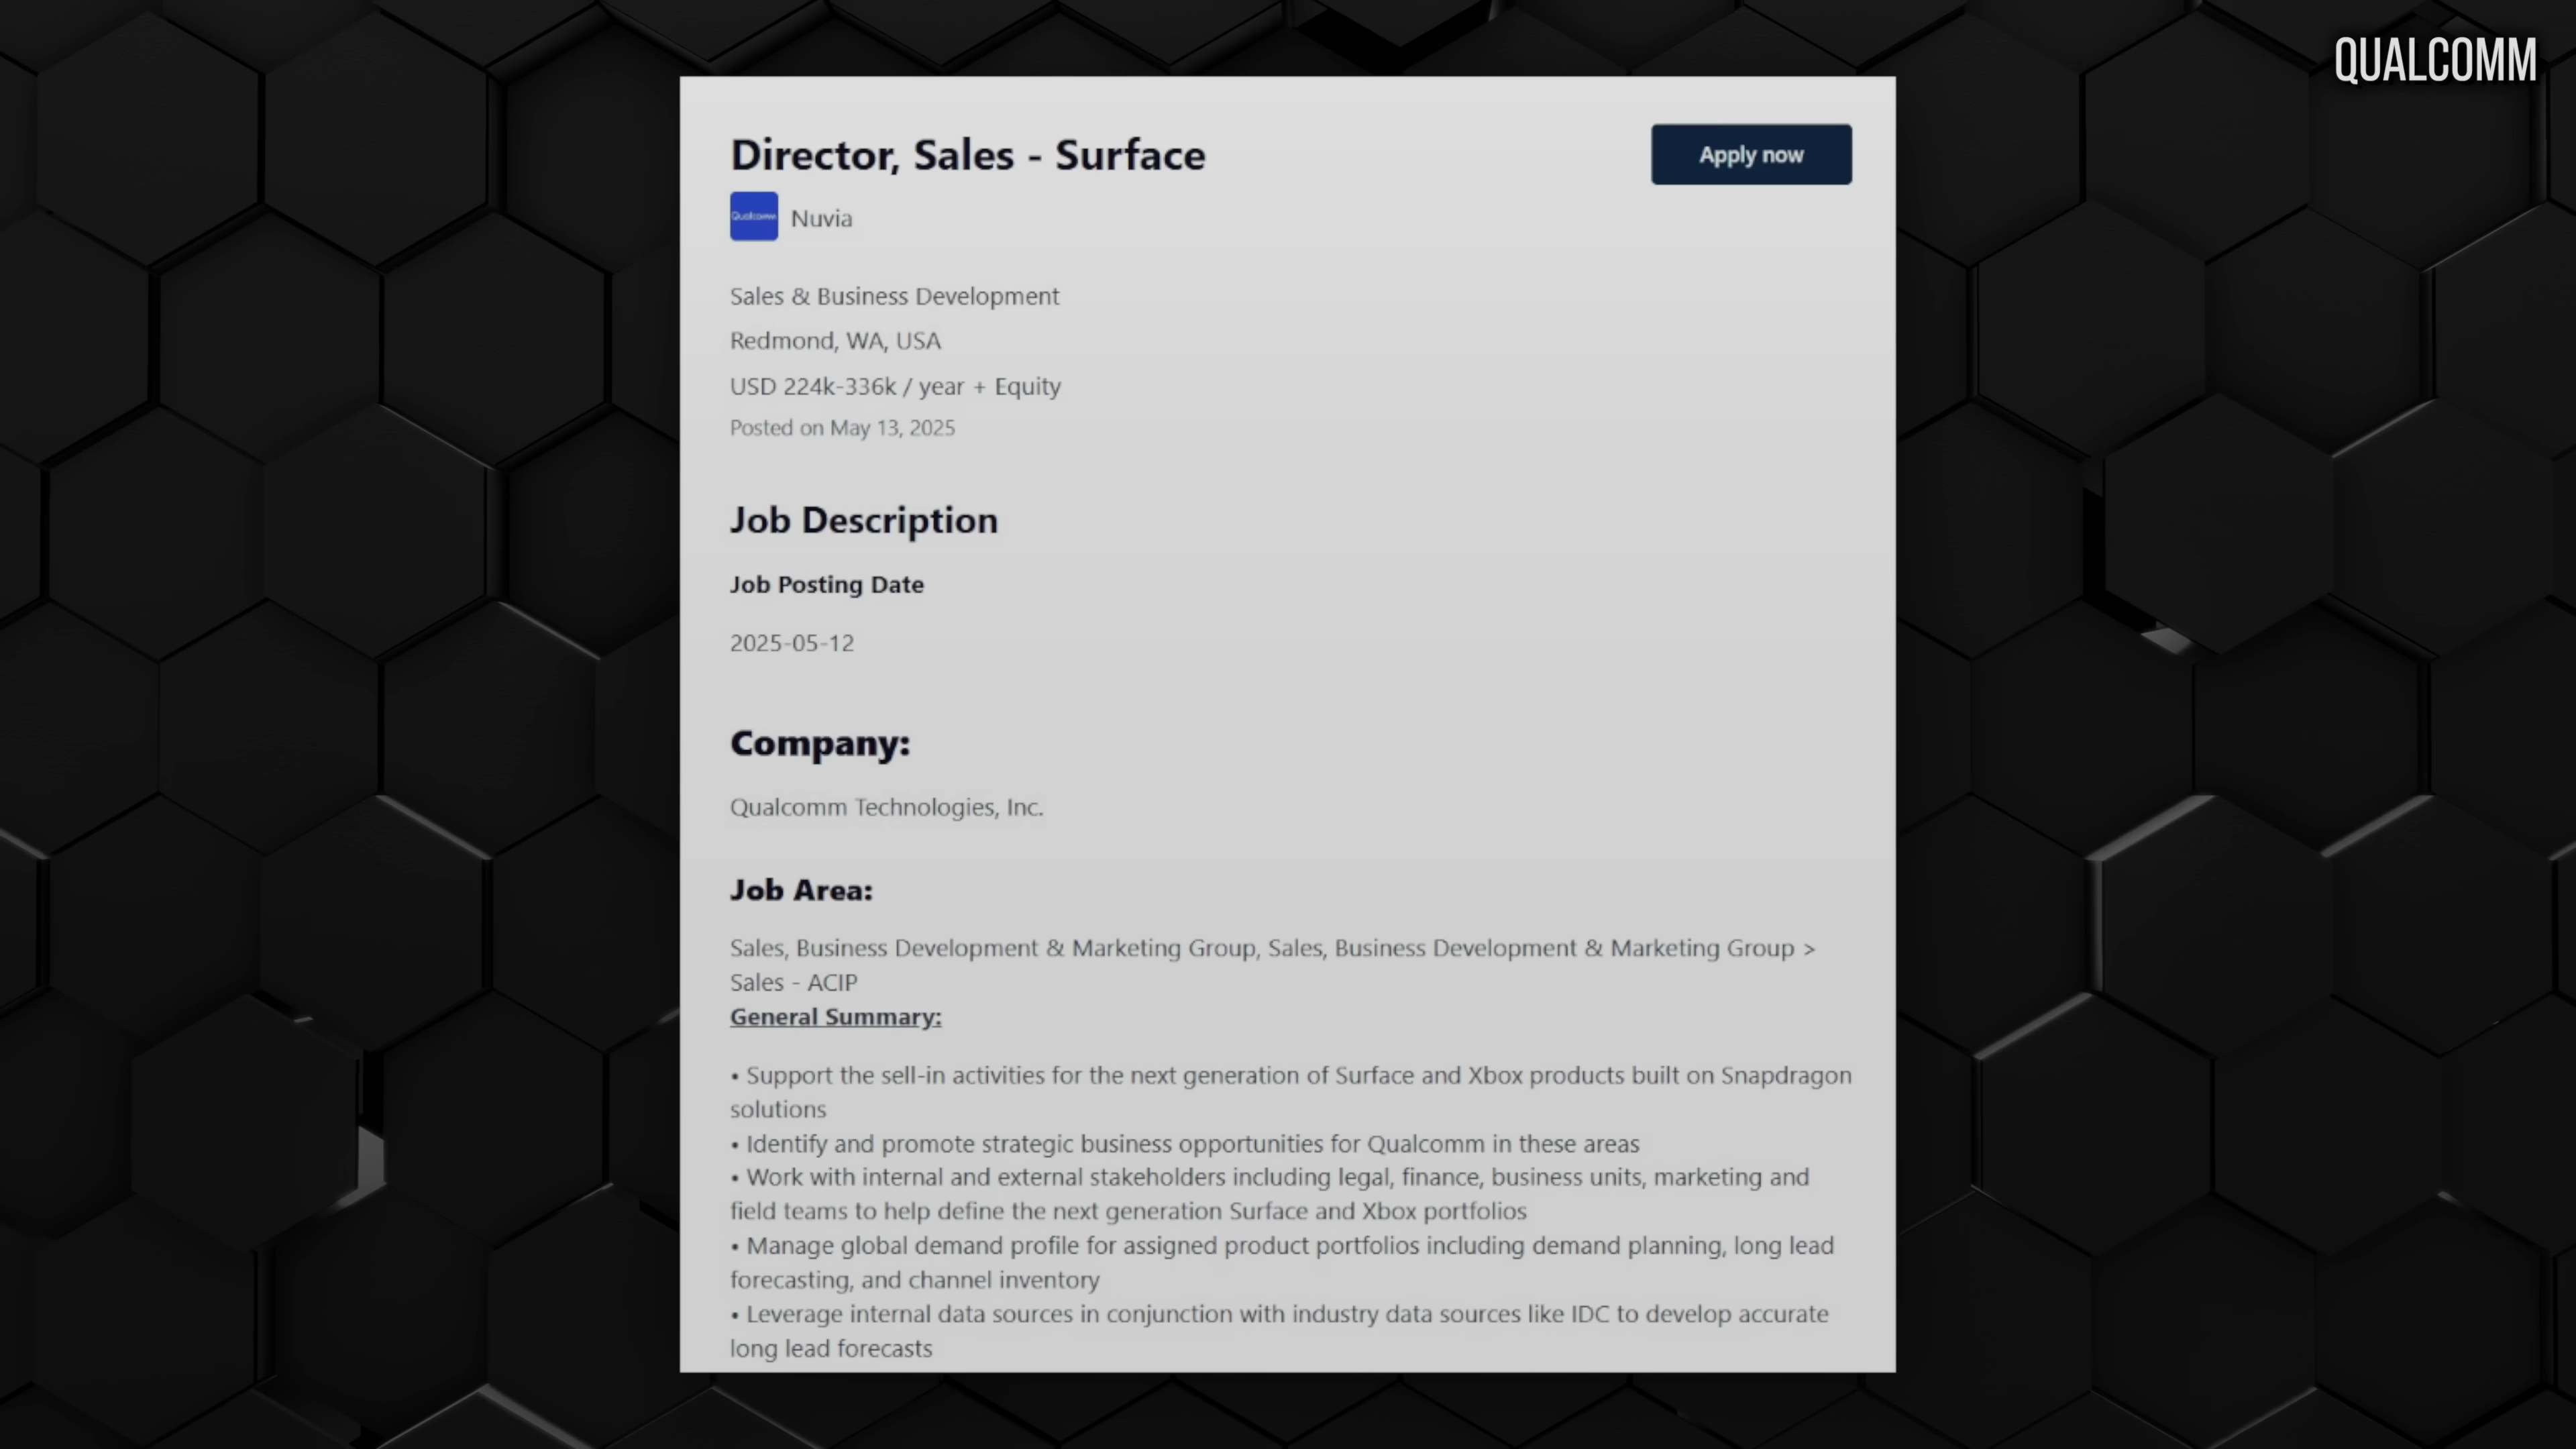 QUALCOMM
Director, Sales - Surface
Apply now
Qualcomm
Nuvia
Sales & Business Development
Redmond, WA, USA
USD 224k-336k / year + Equity
Posted on May 13, 2025
Job Description
Job Posting Date
2025-05-12
Company:
Qualcomm Technologies, Inc.
Job Area:
Sales, Business Development & Marketing Group, Sales, Business Development & Marketing Group >
Sales - ACIP
General Summary:
• Support the sell-in activities for the next generation of Surface and Xbox products built on Snapdragon
solutions
• Identify and promote strategic business opportunities for Qualcomm in these areas
• Work with internal and external stakeholders including legal, finance, business units, marketing and
field teams to help define the next generation Surface and Xbox portfolios
• Manage global demand profile for assigned product portfolios including demand planning, long lead
forecasting, and channel inventory
• Leverage internal data sources in conjunction with industry data sources like IDC to develop accurate
long lead forecasts